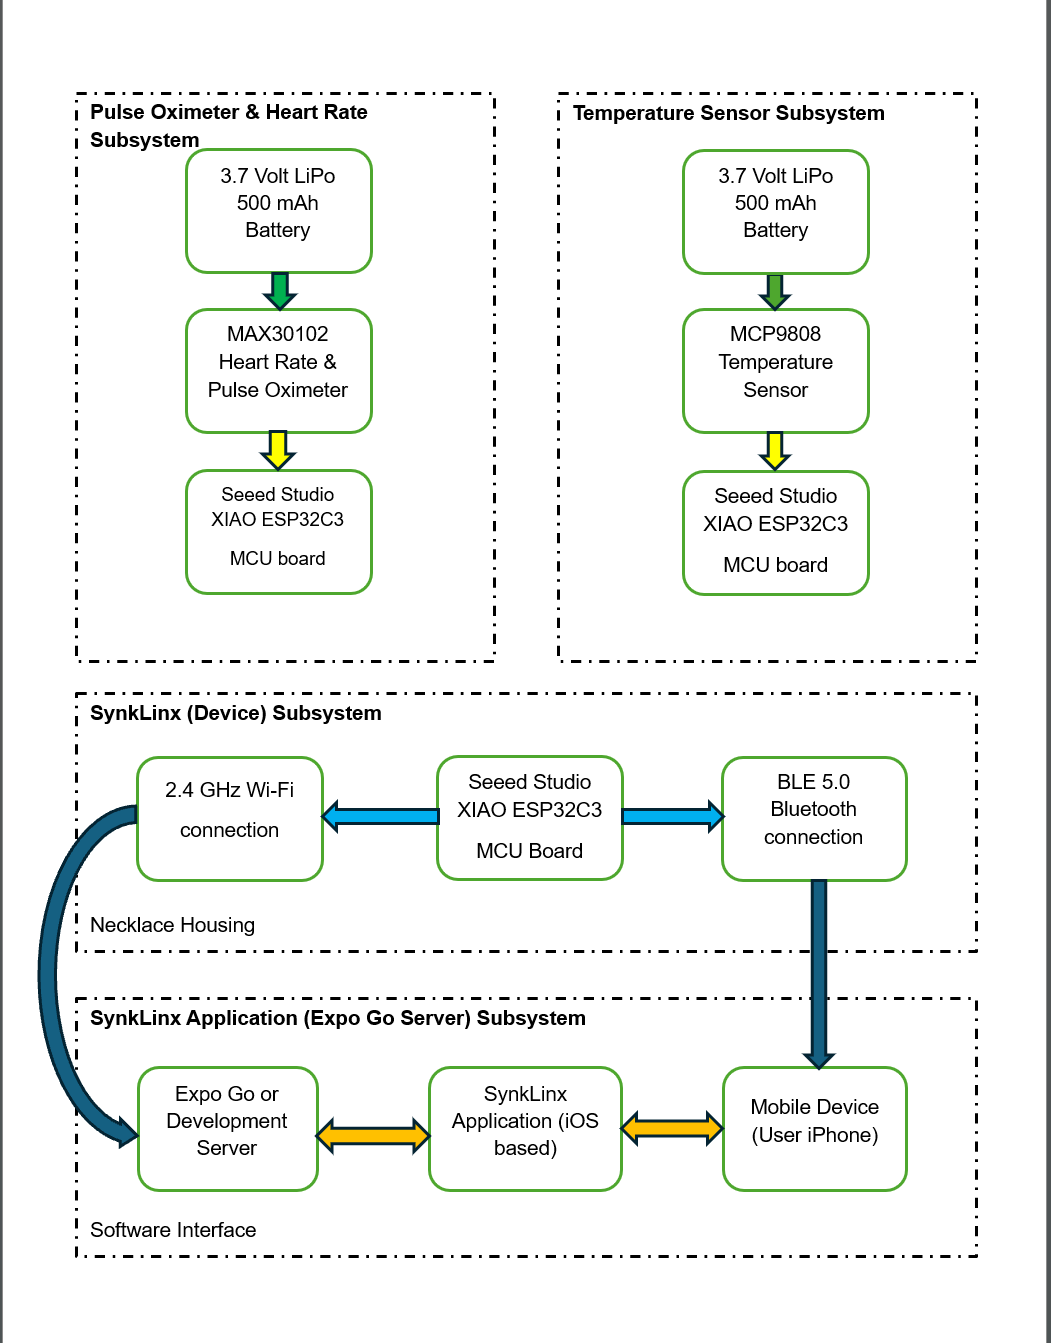 Pulse Oximeter & Heart Rate
Subsystem
3.7 Volt LiPo
500 mAh
Battery
MAX30102
Heart Rate &
Pulse Oximeter
Seeed Studio
XIAO ESP32C3
MCU board
Temperature Sensor Subsystem
3.7 Volt LiPo
500 mAh
Battery
MCP9808
Temperature
Sensor
Seeed Studio
XIAO ESP32C3
MCU board
SynkLinx (Device) Subsystem
2.4 GHz Wi-Fi
connection
Seeed Studio
XIAO ESP32C3
MCU Board
BLE 5.0
Bluetooth
connection
Necklace Housing
SynkLinx Application (Expo Go Server) Subsystem
Expo Go or
Development
Server
SynkLinx
Application (iOS
based)
Mobile Device
(User iPhone)
Software Interface